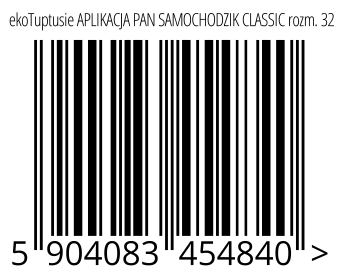 ekoTuptusie APLIKACJA PAN SAMOCHODZIK CLASSIC rozm. 32
5 904083 454840 >